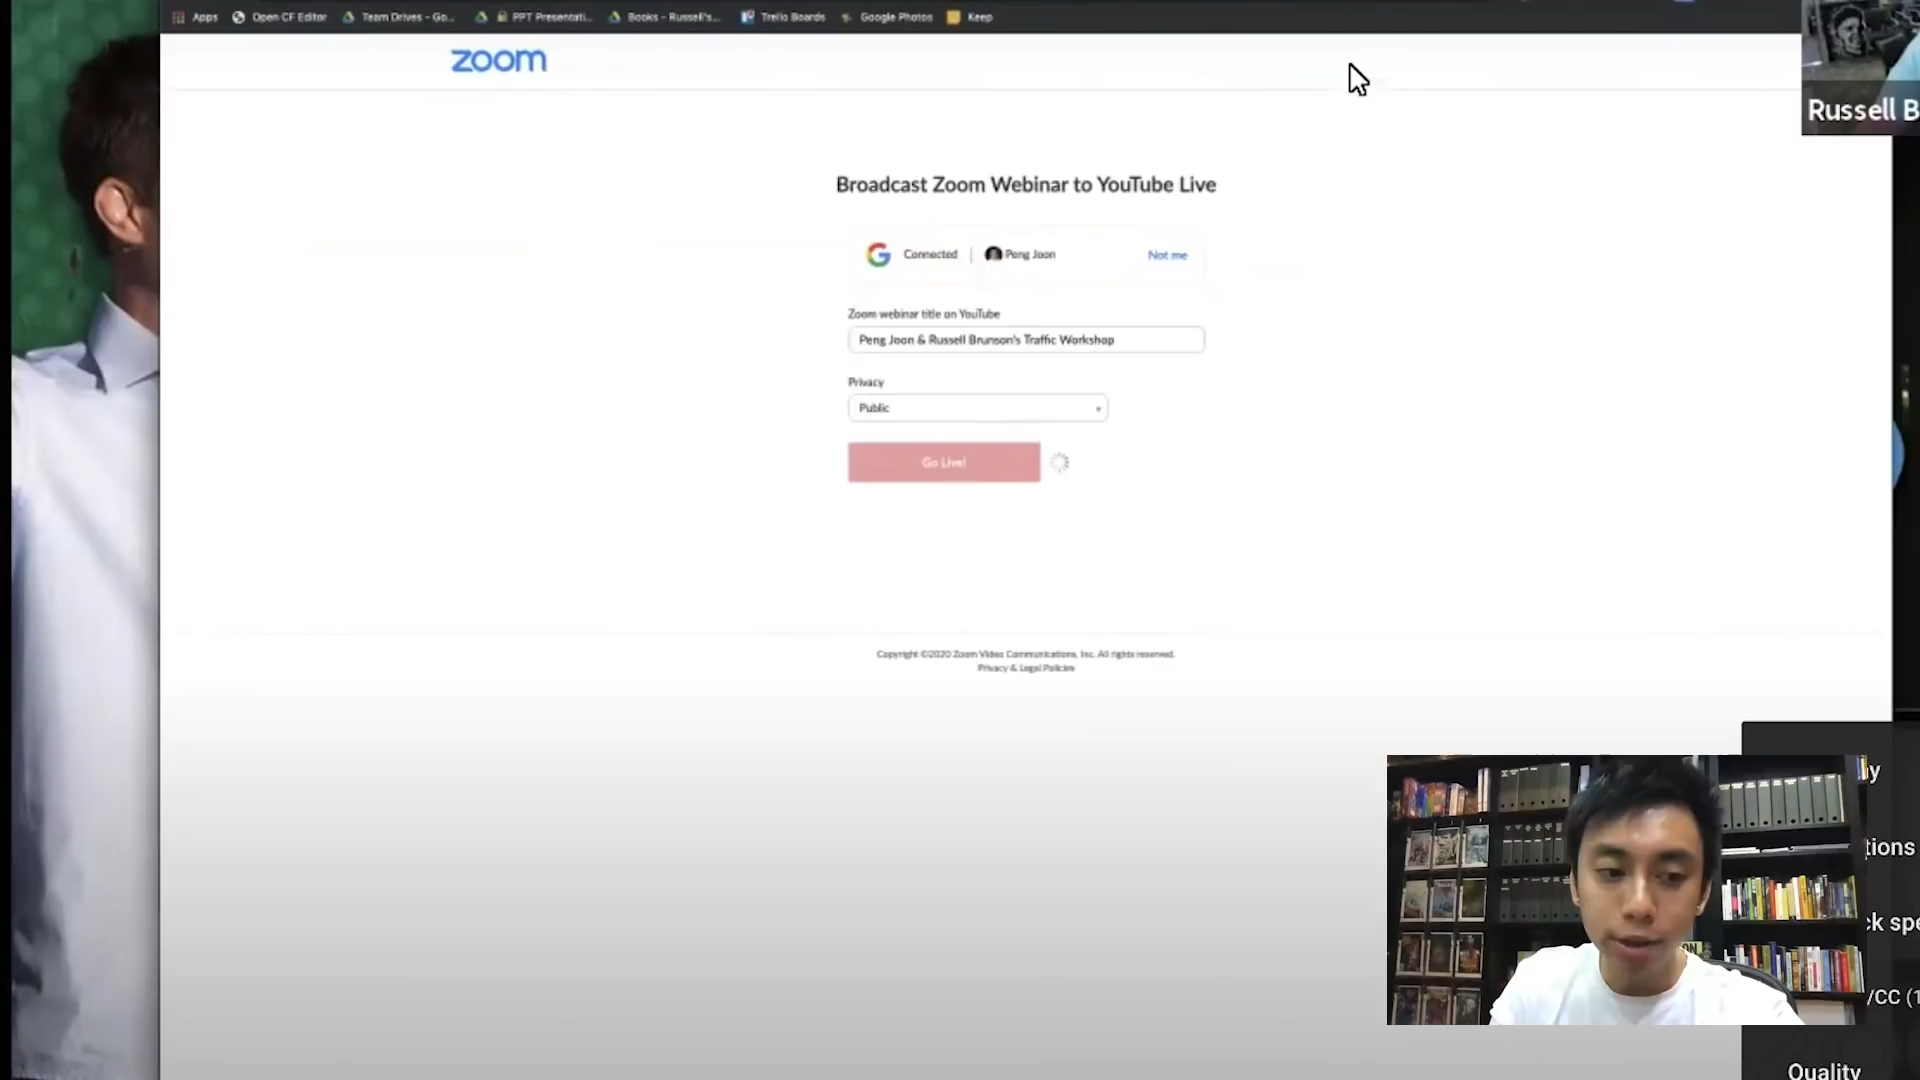 Apps Open CF Editor Team Drives - Go... PPT Presentati... Books - Russell's... Trello Boards Google Photos Keep
zoom
Russell B
Broadcast Zoom Webinar to YouTube Live
Connected | Peng Joon Not me
Zoom webinar title on YouTube
Peng Joon & Russell Brunson's Traffic Workshop
Privacy
Public
Go Live!
Copyright ©2020 Zoom Video Communications, Inc. All rights reserved.
Privacy & Legal Policies
tions
ck spe
/CC (1
Quality